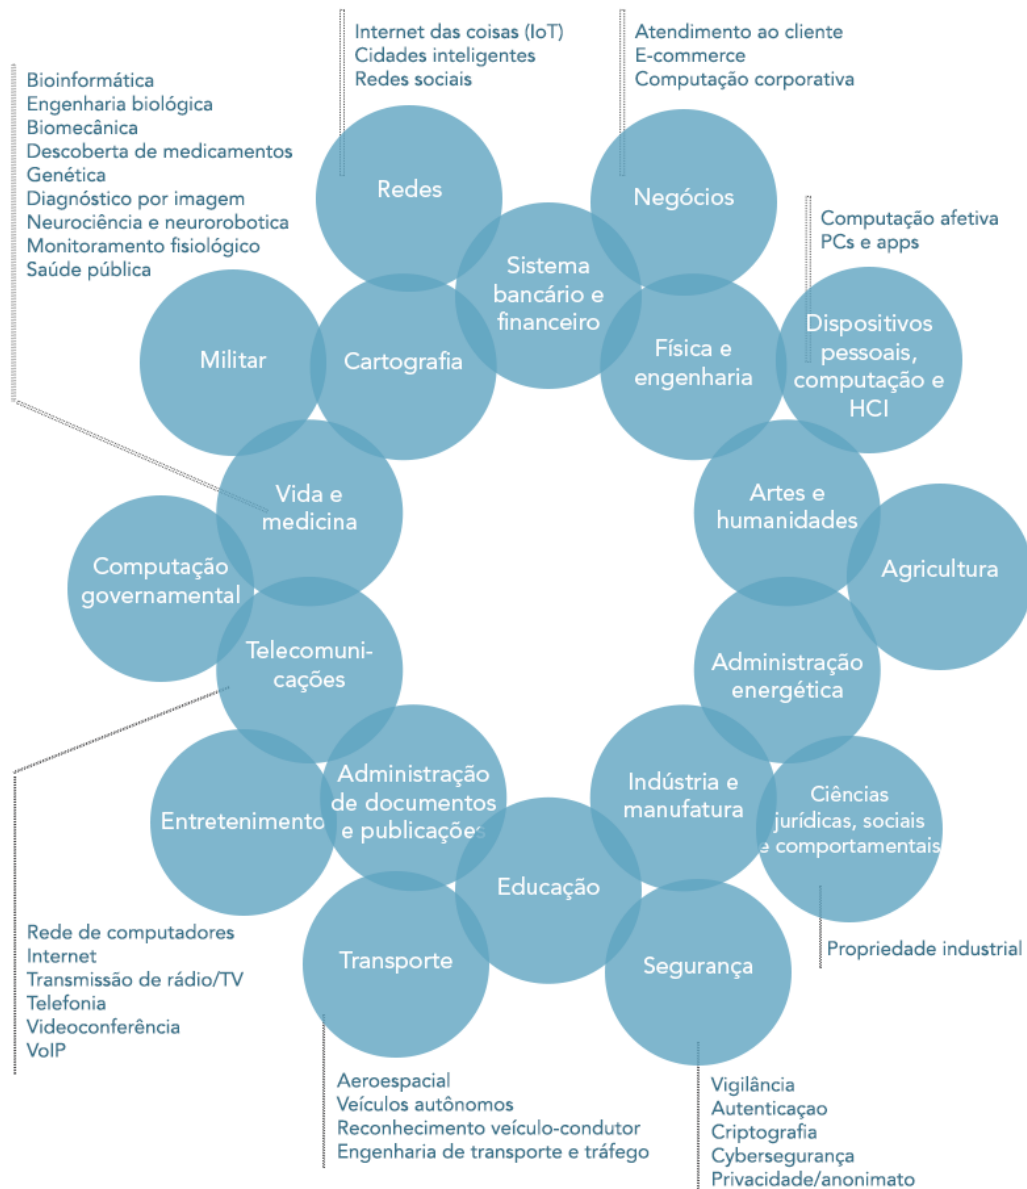 Internet das coisas (IoT)
Cidades inteligentes
Redes sociais
Atendimento ao cliente
E-commerce
Computação corporativa
Bioinformática
Engenharia biológica
Biomecânica
Descoberta de medicamentos
Genética
Diagnóstico por imagem
Neurociência e neurorobotica
Monitoramento fisiológico
Saúde pública
Computação afetiva
PCs e apps
Redes
Negócios
Sistema
bancário e
financeiro
Militar
Cartografia
Física e
engenharia
Dispositivos
pessoais,
computação e
HCI
Vida e
medicina
Artes e
humanidades
Computação
governamental
Agricultura
Telecomuni-
cações
Administração
energética
Entretenimento
Administração
de documentos
e publicações
Indústria e
manufatura
Ciências
jurídicas, sociais
e comportamentais
Educação
Transporte
Segurança
Rede de computadores
Internet
Transmissão de rádio/TV
Telefonia
Videoconferência
VoIP
Propriedade industrial
Aeroespacial
Veículos autônomos
Reconhecimento veículo-condutor
Engenharia de transporte e tráfego
Vigilância
Autenticaçao
Criptografia
Cybersegurança
Privacidade/anonimato